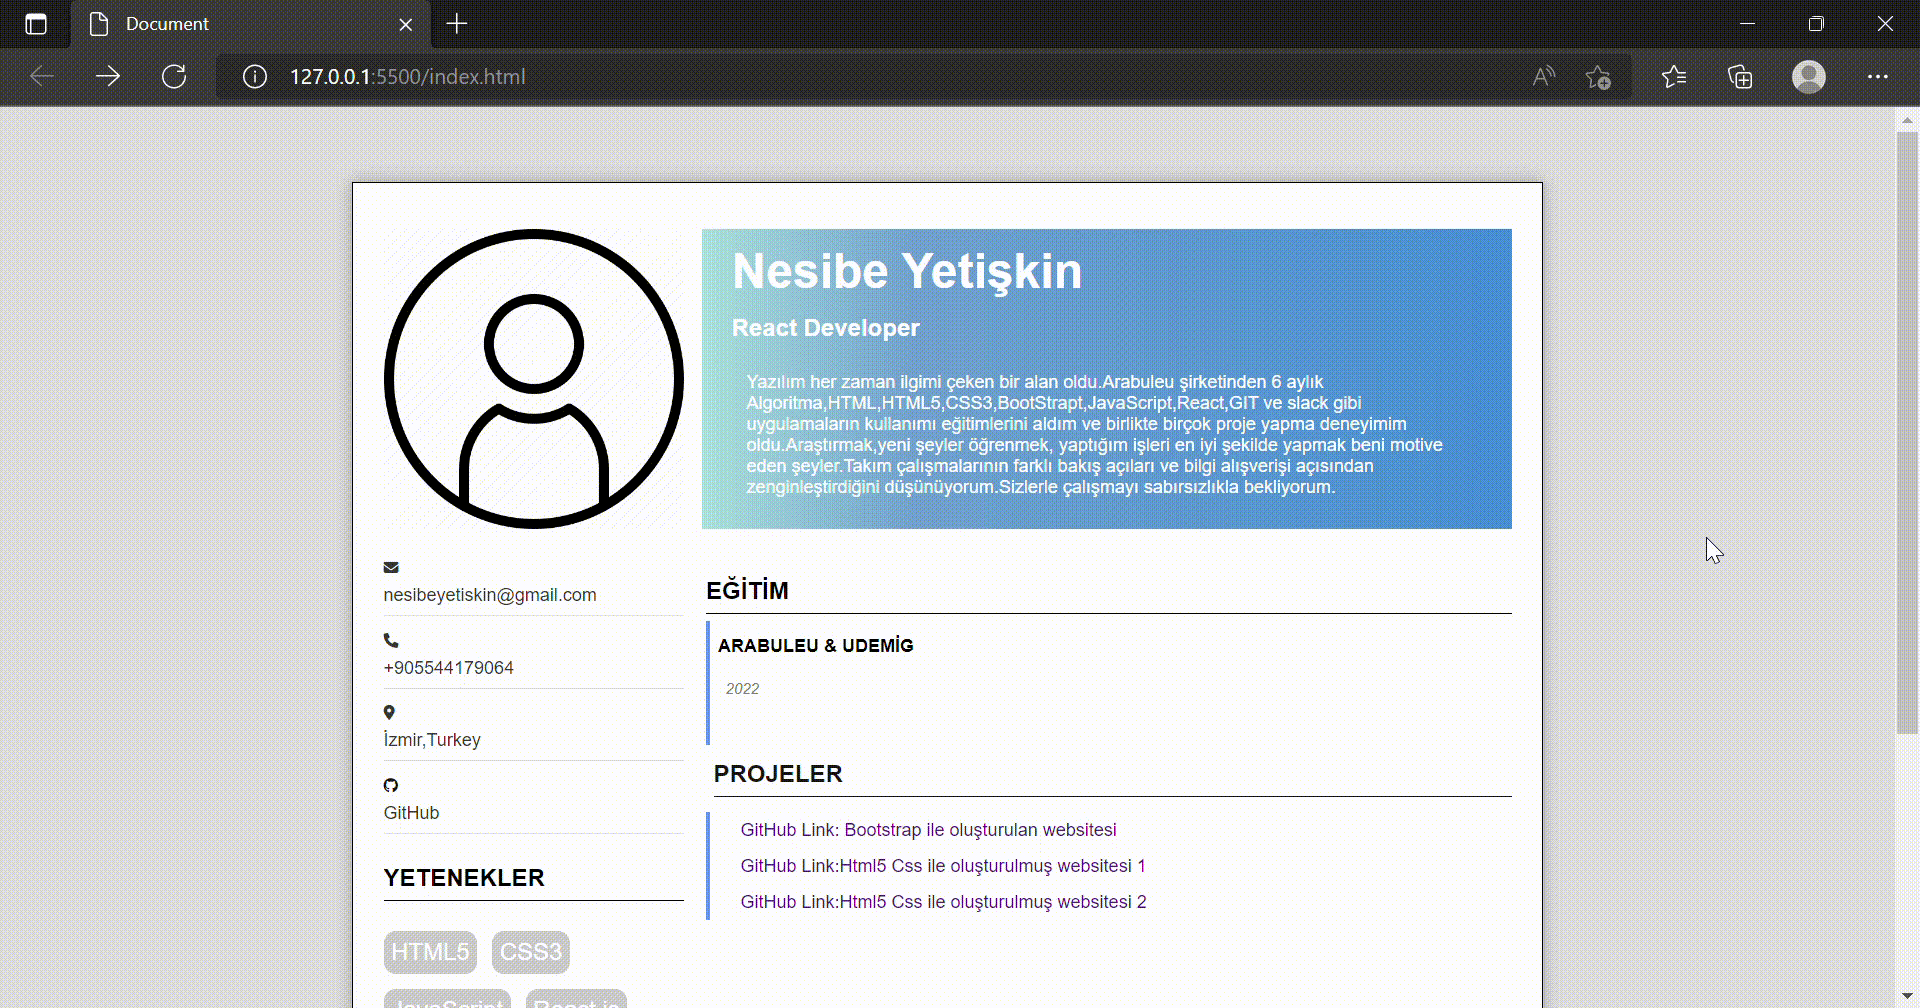 Document
127.0.0.1:5500/index.html
Nesibe Yetişkin
React Developer
Yazılım her zaman ilgimi çeken bir alan oldu.Arabuleu şirketinden 6 aylık
Algoritma,HTML,HTML5,CSS3,BootStrapt,JavaScript,React,GIT ve slack gibi
uygulamaların kullanımı eğitimlerini aldım ve birlikte birçok proje yapma deneyimim
oldu.Araştırmak,yeni şeyler öğrenmek, yaptığım işleri en iyi şekilde yapmak beni motive
eden şeyler.Takım çalışmalarının farklı bakış açıları ve bilgi alışverişi açısından
zenginleştirdiğini düşünüyorum.Sizlerle çalışmayı sabırsızlıkla bekliyorum.
nesibeyetiskin@gmail.com
+905544179064
İzmir,Turkey
GitHub
YETENEKLER
HTML5 CSS3
JavaScript React.js
EĞİTİM
ARABULEU & UDEMİG
2022
PROJELER
GitHub Link: Bootstrap ile oluşturulan websitesi
GitHub Link:Html5 Css ile oluşturulmuş websitesi 1
GitHub Link:Html5 Css ile oluşturulmuş websitesi 2